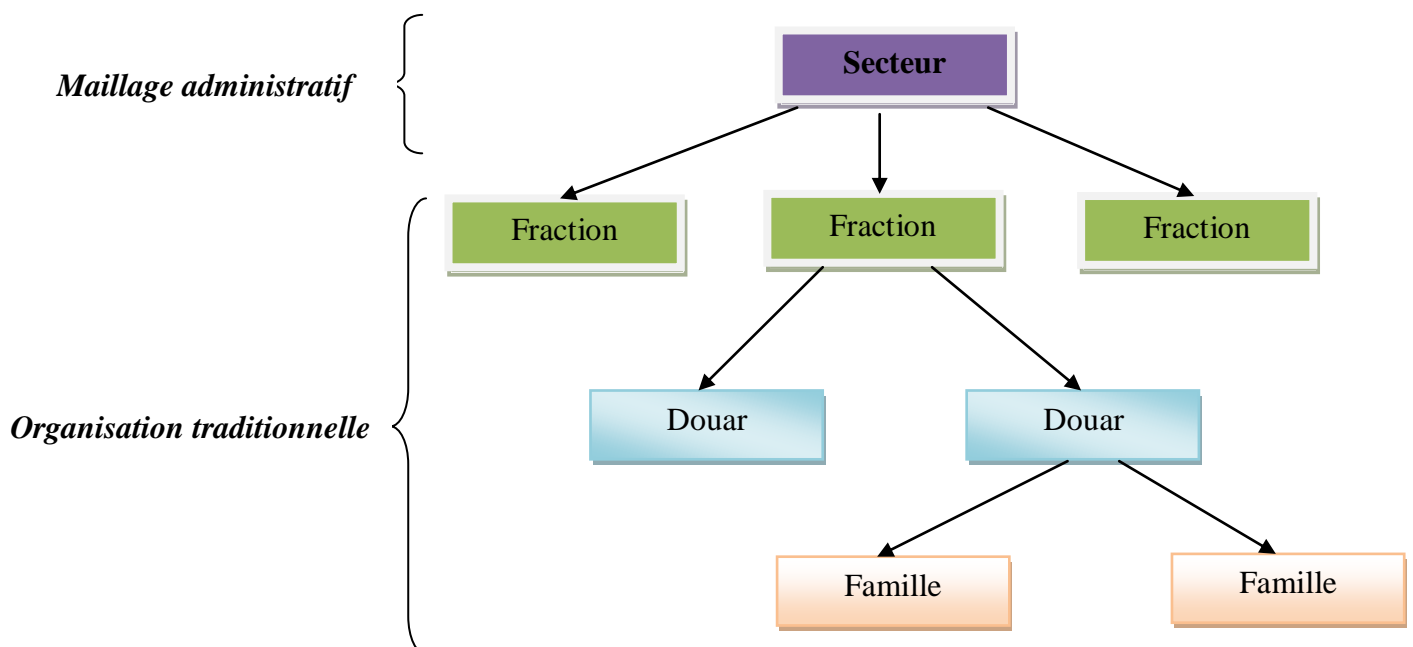 Maillage administratif
Secteur
Fraction
Fraction
Fraction
Organisation traditionnelle
Douar
Douar
Famille
Famille